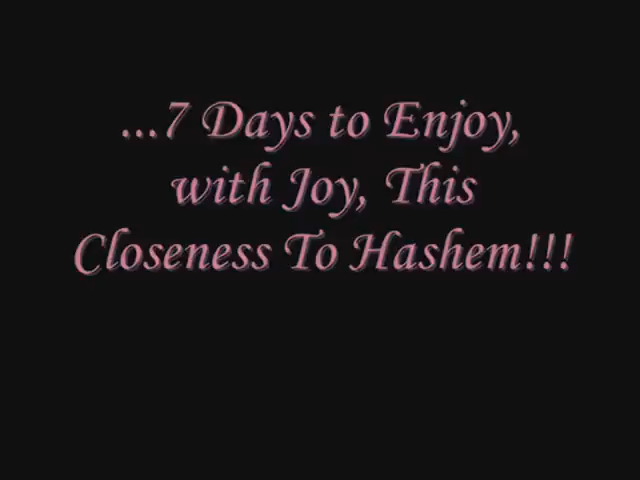 ...7 Days to Enjoy,
with Joy, This
Closeness To Hashem!!!